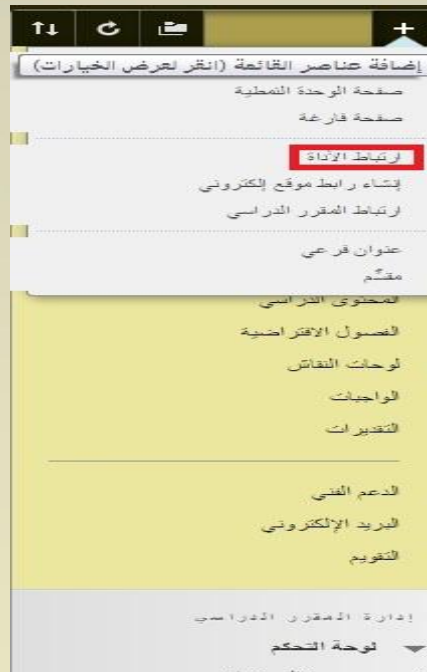 إضافة عناصر القائمة (انقر لعرض الخيارات)
صفحة الوحدة النمطية
صفحة فارغة
ارتباط الأداة
إنشاء رابط موقع إلكتروني
ارتباط المقرر الدراسي
عنوان فرعي
مقسِّم
المحتوى الدراسي
الفصول الافتراضية
لوحات النقاش
الواجبات
التقديرات
الدعم الفني
البريد الإلكتروني
التقويم
إدارة المقرر الدراسي
لوحة التحكم